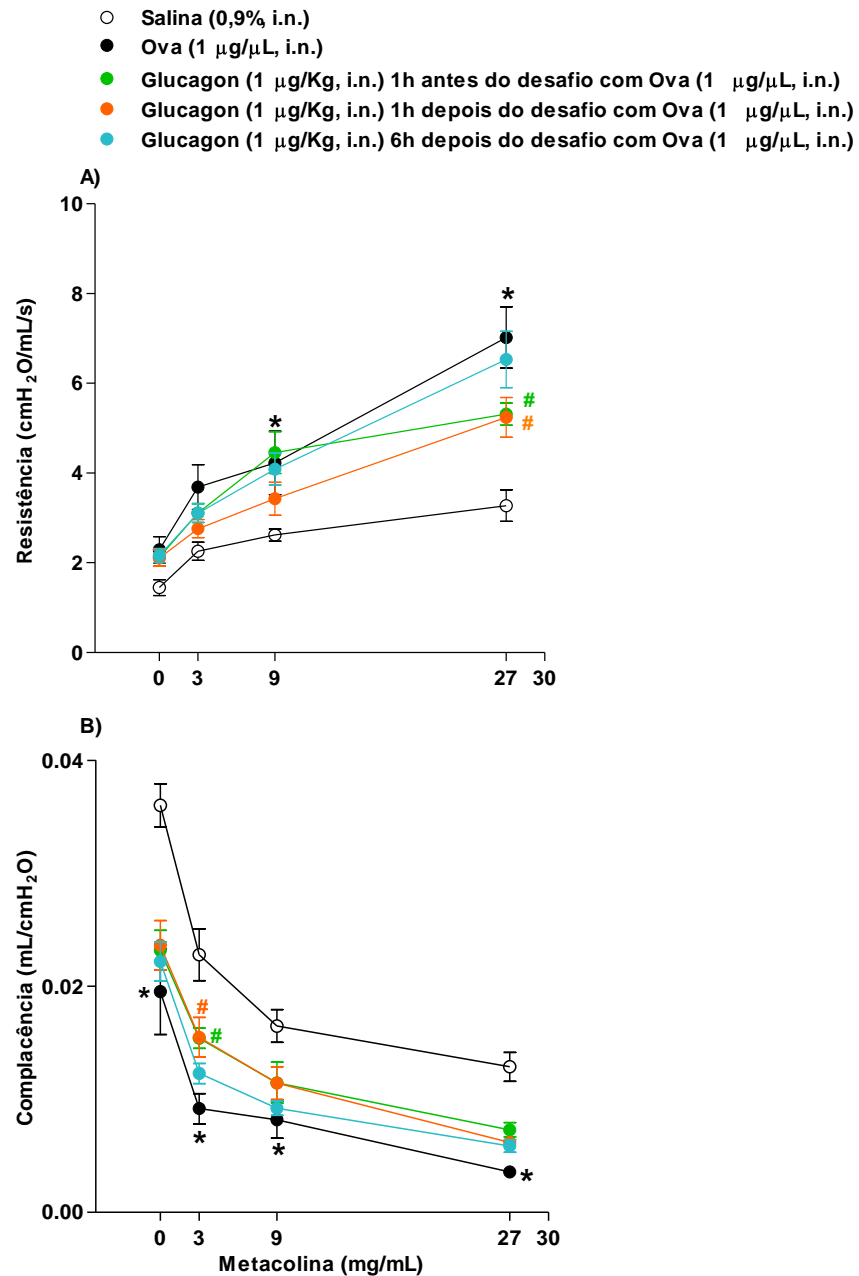 Salina (0,9%, i.n.)
Ova (1 μg/μL, i.n.)
Glucagon (1 μg/Kg, i.n.) 1h antes do desafio com Ova (1 μg/μL, i.n.)
Glucagon (1 μg/Kg, i.n.) 1h depois do desafio com Ova (1 μg/μL, i.n.)
Glucagon (1 μg/Kg, i.n.) 6h depois do desafio com Ova (1 μg/μL, i.n.)
A)
10
8
6
4
2
0
Resistência (cmH₂O/mL/s)
*
*
#
#
0 3 9 27 30
B)
0.04
0.02
0.00
Complacência (mL/cmH₂O)
*
#
#
*
*
*
0 3 9 27 30
Metacolina (mg/mL)